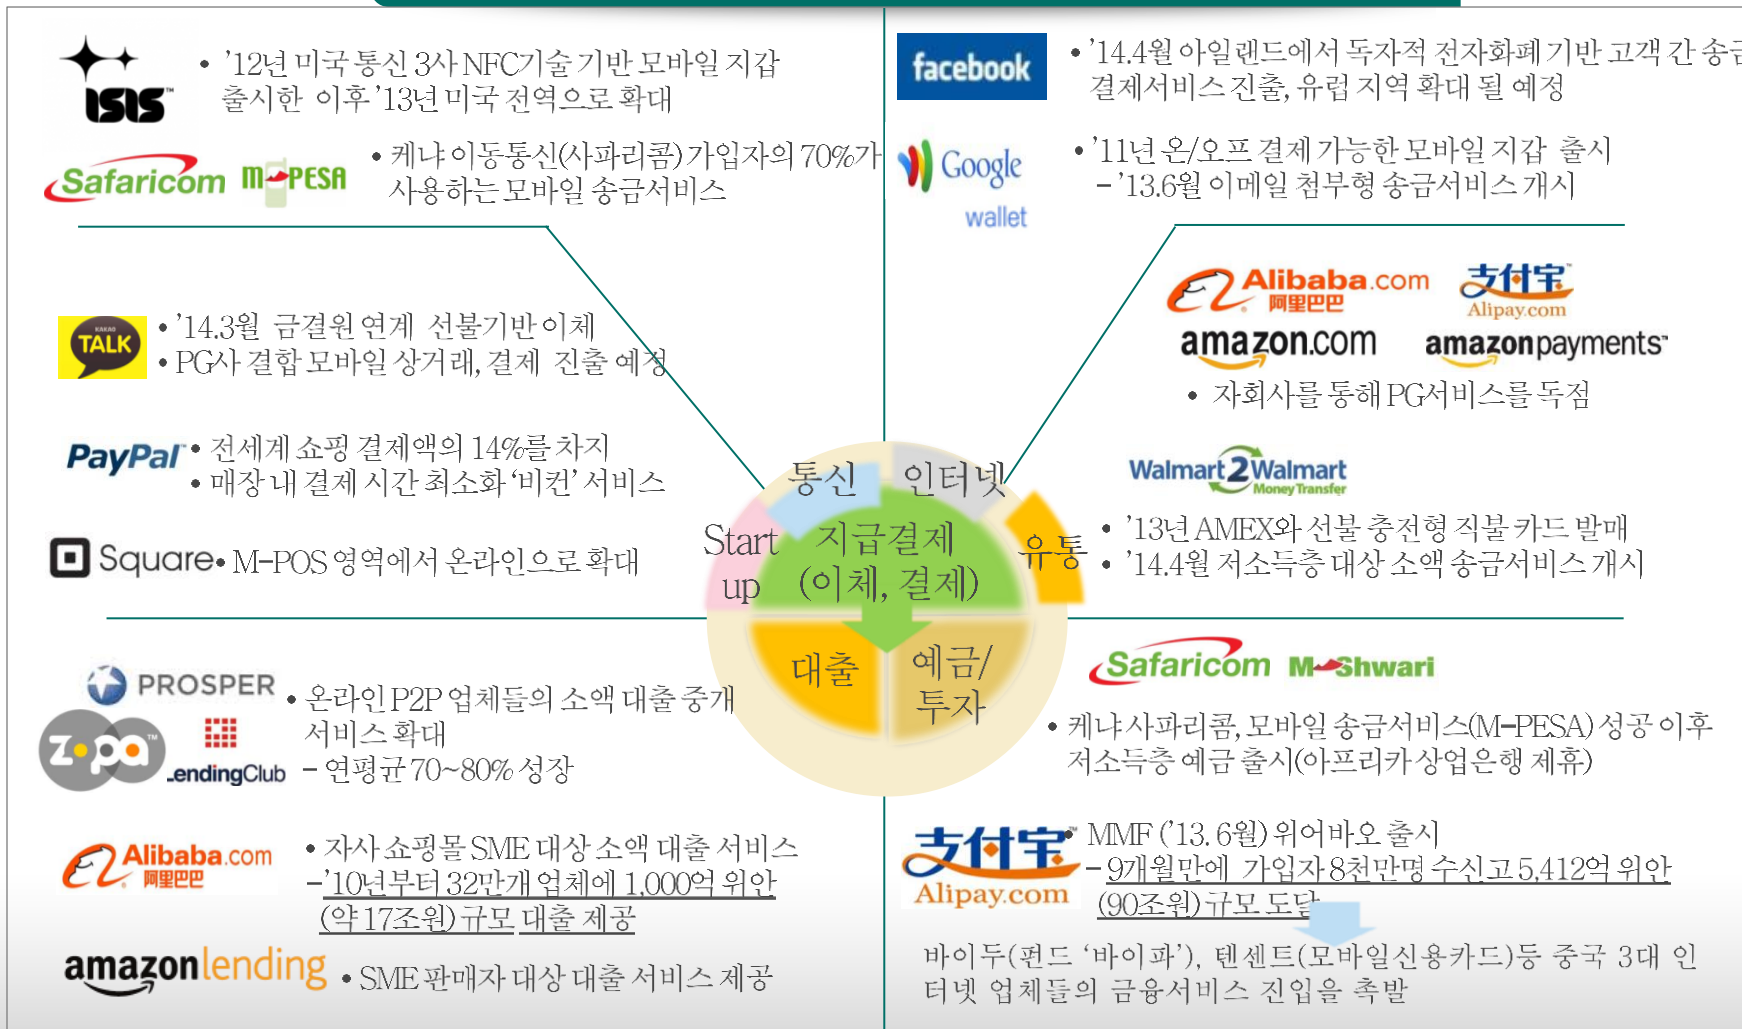 ISIS™
• '12년 미국 통신 3사 NFC기술 기반 모바일 지갑
출시한 이후 '13년 미국 전역으로 확대
Safaricom M-PESA
• 케냐 이동통신(사파리콤) 가입자의 70%가
사용하는 모바일 송금서비스
facebook
• '14.4월 아일랜드에서 독자적 전자화폐 기반 고객 간 송금
결제서비스 진출, 유럽 지역 확대 될 예정
Google
wallet
• '11년 온/오프 결제 가능한 모바일 지갑 출시
- '13.6월 이메일 첨부형 송금서비스 개시
KAKAO
TALK
• '14.3월 금결원 연계 선불기반 이체
• PG사 결합 모바일 상거래, 결제 진출 예정
PayPal™
• 전세계 쇼핑 결제액의 14%를 차지
• 매장 내 결제 시간 최소화 '비컨' 서비스
Square
• M-POS 영역에서 온라인으로 확대
Alibaba.com
阿里巴巴
支付宝™
Alipay.com
amazon.com
amazonpayments™
• 자회사를 통해 PG서비스를 독점
Walmart2Walmart
Money Transfer
• '13년 AMEX와 선불 충전형 직불 카드 발매
• '14.4월 저소득층 대상 소액 송금서비스 개시
통신
인터넷
Start
up
지급결제
(이체, 결제)
유통
대출
예금/
투자
PROSPER
zopa™
LendingClub
• 온라인 P2P 업체들의 소액 대출 중개
서비스 확대
- 연평균 70~80% 성장
Alibaba.com
阿里巴巴
• 자사 쇼핑몰 SME 대상 소액 대출 서비스
-'10년부터 32만개 업체에 1,000억 위안
(약 17조원) 규모 대출 제공
amazonlending
• SME 판매자 대상 대출 서비스 제공
Safaricom M-Shwari
• 케냐 사파리콤, 모바일 송금서비스(M-PESA) 성공 이후
저소득층 예금 출시(아프리카 상업은행 제휴)
支付宝™
Alipay.com
• MMF ('13. 6월) 위어바오 출시
- 9개월만에 가입자 8천만명 수신고 5,412억 위안
(90조원) 규모 도달
바이두(펀드 '바이파'), 텐센트(모바일신용카드)등 중국 3대 인
터넷 업체들의 금융서비스 진입을 촉발